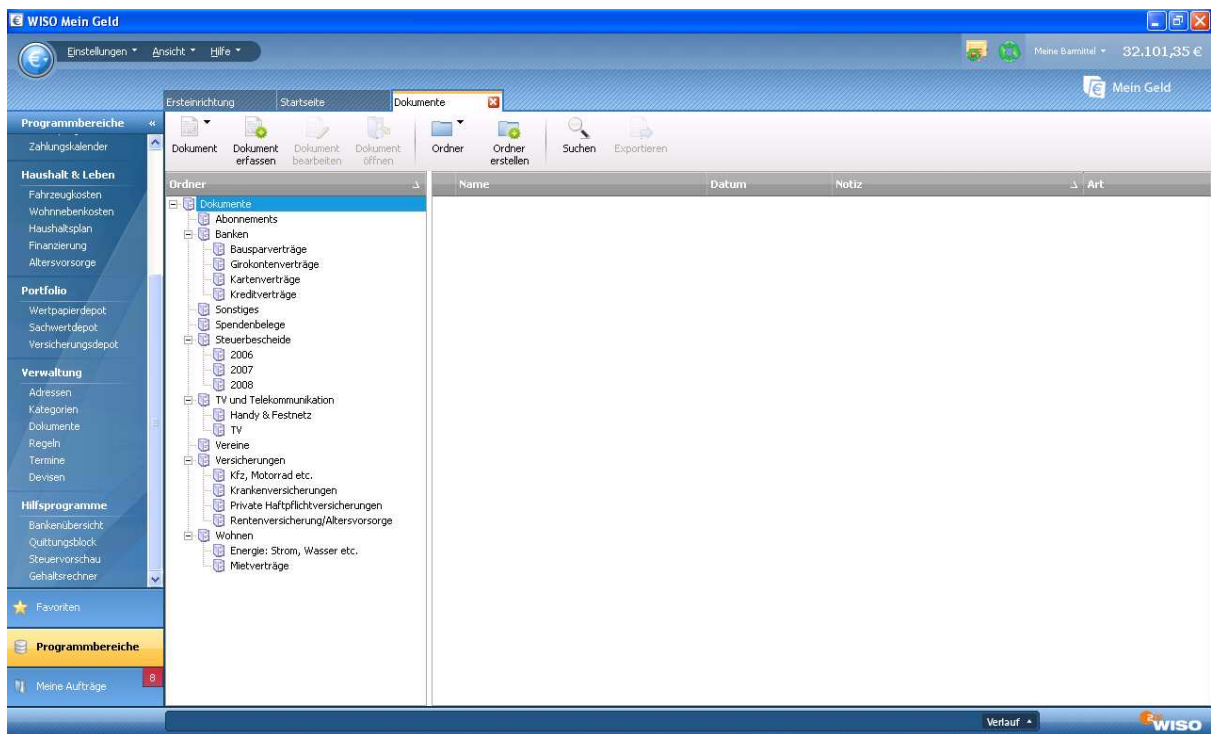 WISO Mein Geld
Einstellungen Ansicht Hilfe
Meine Barmittel 32.101,35 €
Mein Geld
Ersteinrichtung Startseite Dokumente
Programmbereiche «
Dokument Dokument erfassen Dokument bearbeiten Dokument öffnen Ordner Ordner erstellen Suchen Exportieren
Zahlungskalender
Haushalt & Leben
Fahrzeugkosten
Wohnnebenkosten
Haushaltsplan
Finanzierung
Altersvorsorge
Portfolio
Wertpapierdepot
Sachwertdepot
Versicherungsdepot
Verwaltung
Adressen
Kategorien
Dokumente
Regeln
Termine
Devisen
Hilfsprogramme
Bankenübersicht
Quittungsblock
Steuervorschau
Gehaltsrechner
Favoriten
Programmbereiche
Meine Aufträge 8
Ordner
Dokumente
Abonnements
Banken
Bausparverträge
Girokontenverträge
Kartenverträge
Kreditverträge
Sonstiges
Spendenbelege
Steuerbescheide
2006
2007
2008
TV und Telekommunikation
Handy & Festnetz
TV
Vereine
Versicherungen
Kfz, Motorrad etc.
Krankenversicherungen
Private Haftpflichtversicherungen
Rentenversicherung/Altersvorsorge
Wohnen
Energie: Strom, Wasser etc.
Mietverträge
Name Datum Notiz Art
Verlauf
WISO